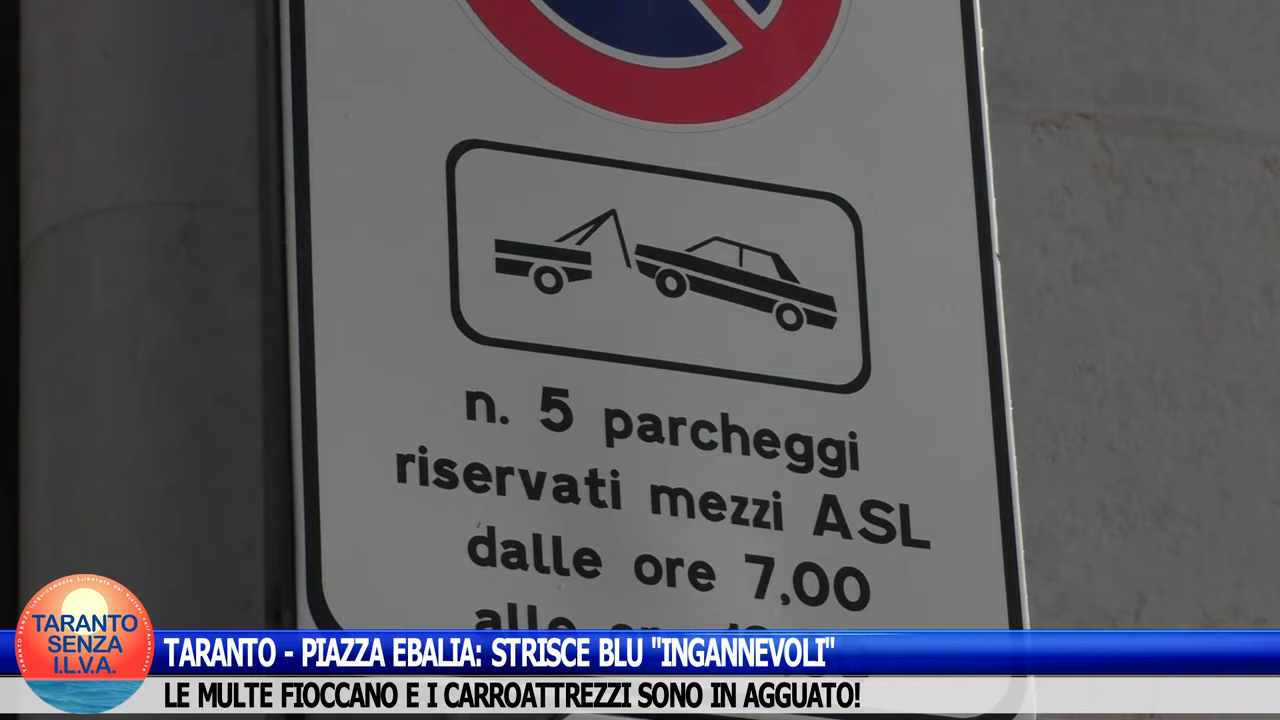 n. 5 parcheggi
riservati mezzi ASL
dalle ore 7,00
alle
TARANTO
SENZA
I.L.V.A.
TARANTO - PIAZZA EBALIA: STRISCE BLU "INGANNEVOLI"
LE MULTE FIOCCANO E I CARROATTREZZI SONO IN AGGUATO!